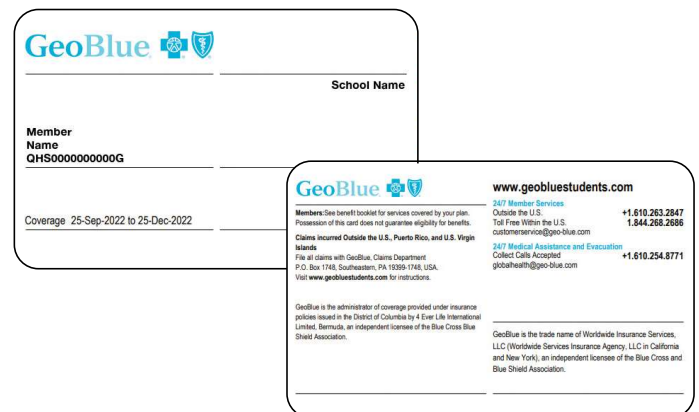 GeoBlue
School Name
Member
Name
QHS0000000000G
Coverage 25-Sep-2022 to 25-Dec-2022
GeoBlue
Members:See benefit booklet for services covered by your plan.
Possession of this card does not guarantee eligibility for benefits.
Claims incurred Outside the U.S., Puerto Rico, and U.S. Virgin
Islands
File all claims with GeoBlue, Claims Department
P.O. Box 1748, Southeastern, PA 19399-1748, USA.
Visit www.geobluestudents.com for instructions.
GeoBlue is the administrator of coverage provided under insurance
policies issued in the District of Columbia by 4 Ever Life International
Limited, Bermuda, an independent licensee of the Blue Cross Blue
Shield Association.
www.geobluestudents.com
24/7 Member Services
Outside the U.S. +1.610.263.2847
Toll Free Within the U.S. 1.844.268.2686
customerservice@geo-blue.com
24/7 Medical Assistance and Evacuation
Collect Calls Accepted +1.610.254.8771
globalhealth@geo-blue.com
GeoBlue is the trade name of Worldwide Insurance Services,
LLC (Worldwide Services Insurance Agency, LLC in California
and New York), an independent licensee of the Blue Cross and
Blue Shield Association.